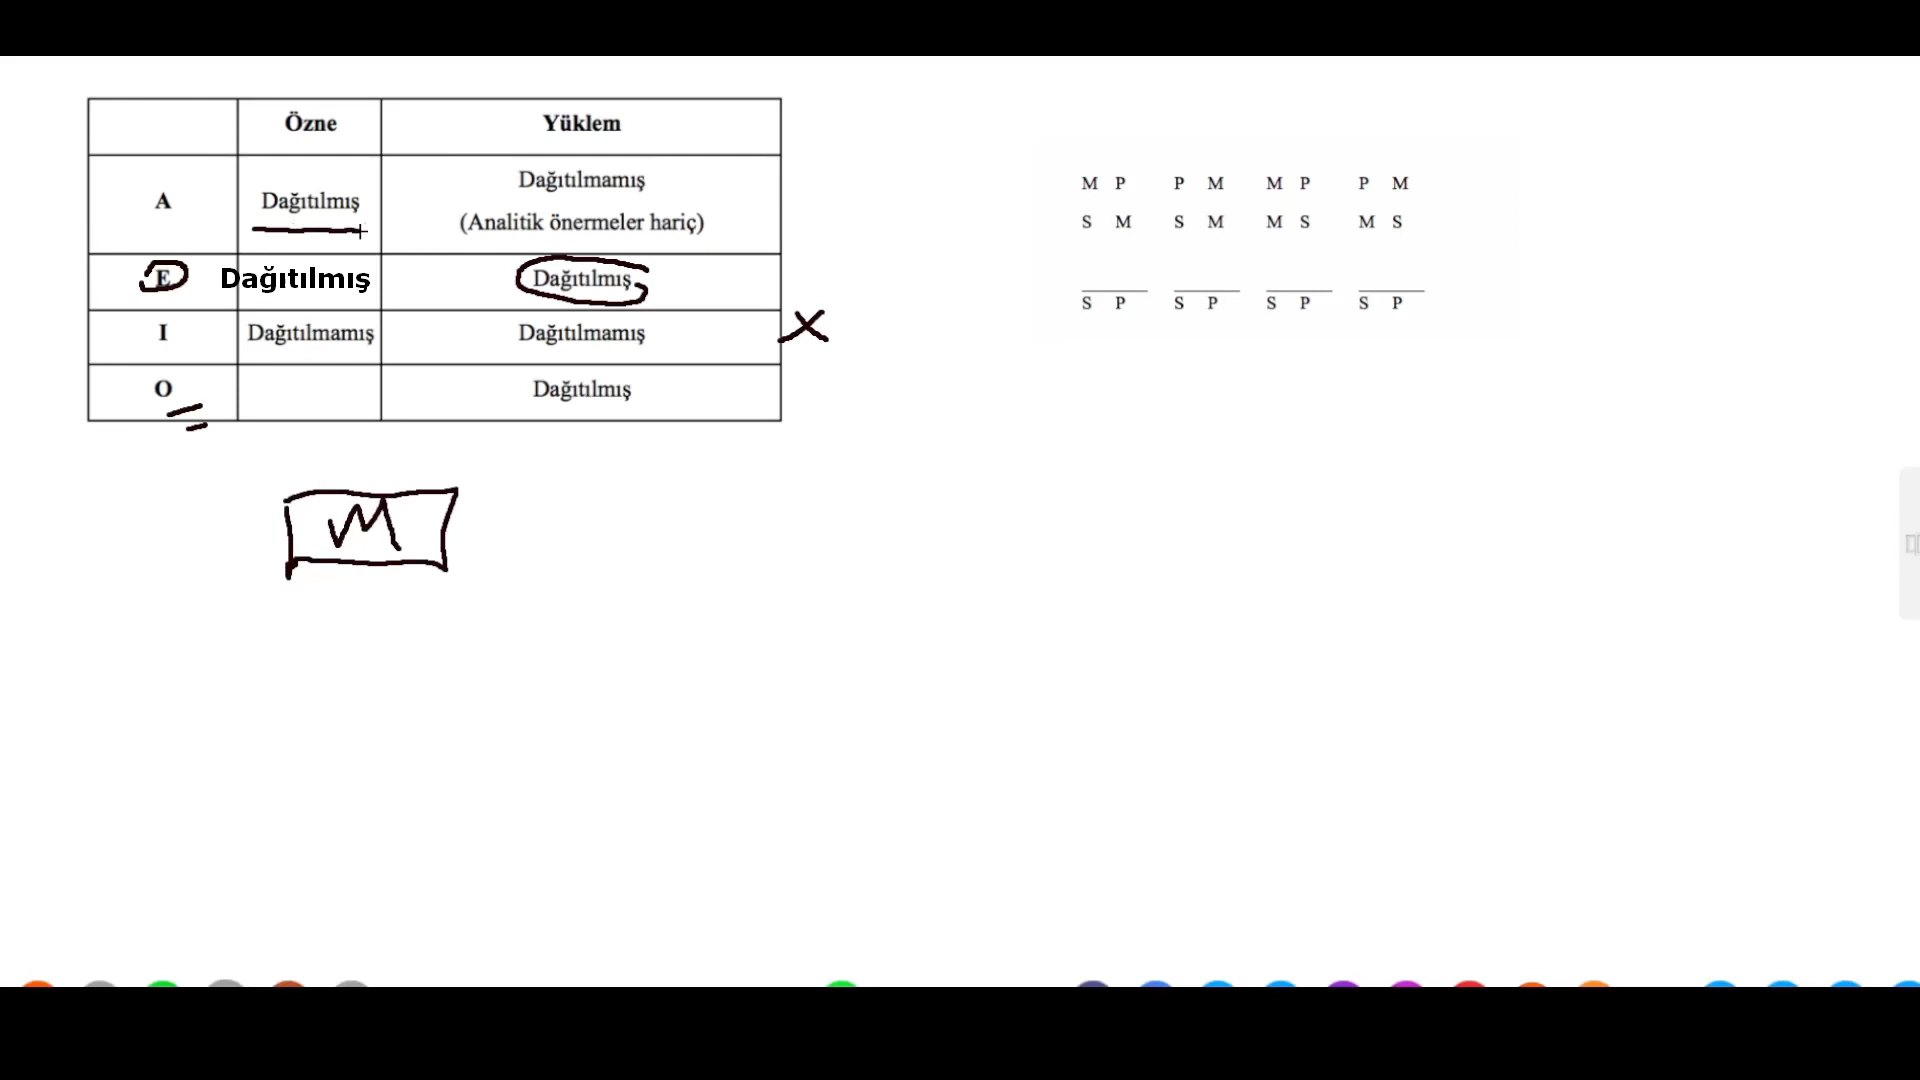 Özne Yüklem
A Dağıtılmış Dağıtılmamış
(Analitik önermeler hariç)
E Dağıtılmış Dağıtılmış
I Dağıtılmamış Dağıtılmamış
O Dağıtılmış
M
M P P M M P P M
S M S M M S M S
S P S P S P S P